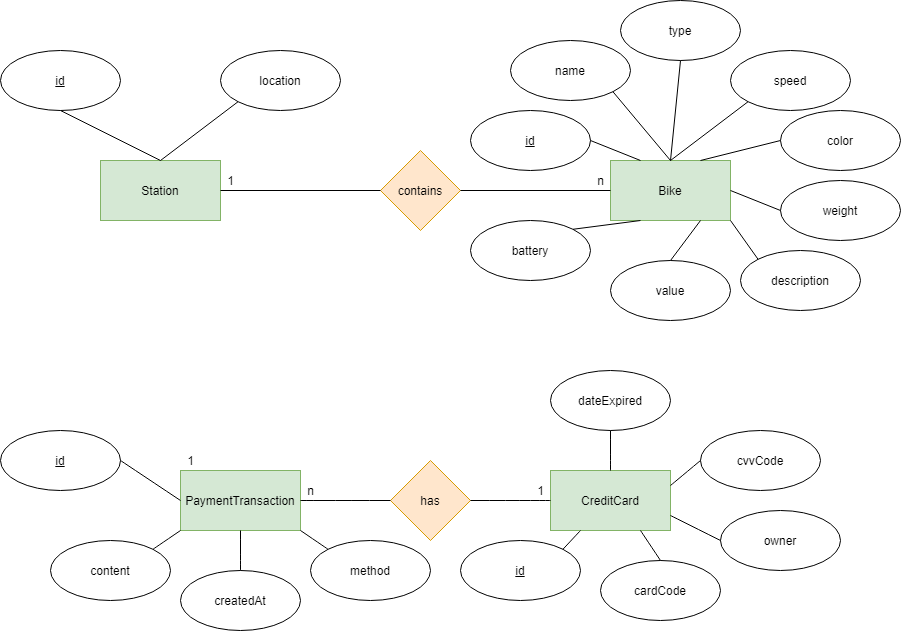 type
name
speed
id
location
id
color
1
n
Station
contains
Bike
weight
battery
description
value
dateExpired
id
1
cvvCode
PaymentTransaction
n
has
1
CreditCard
owner
content
method
id
createdAt
cardCode